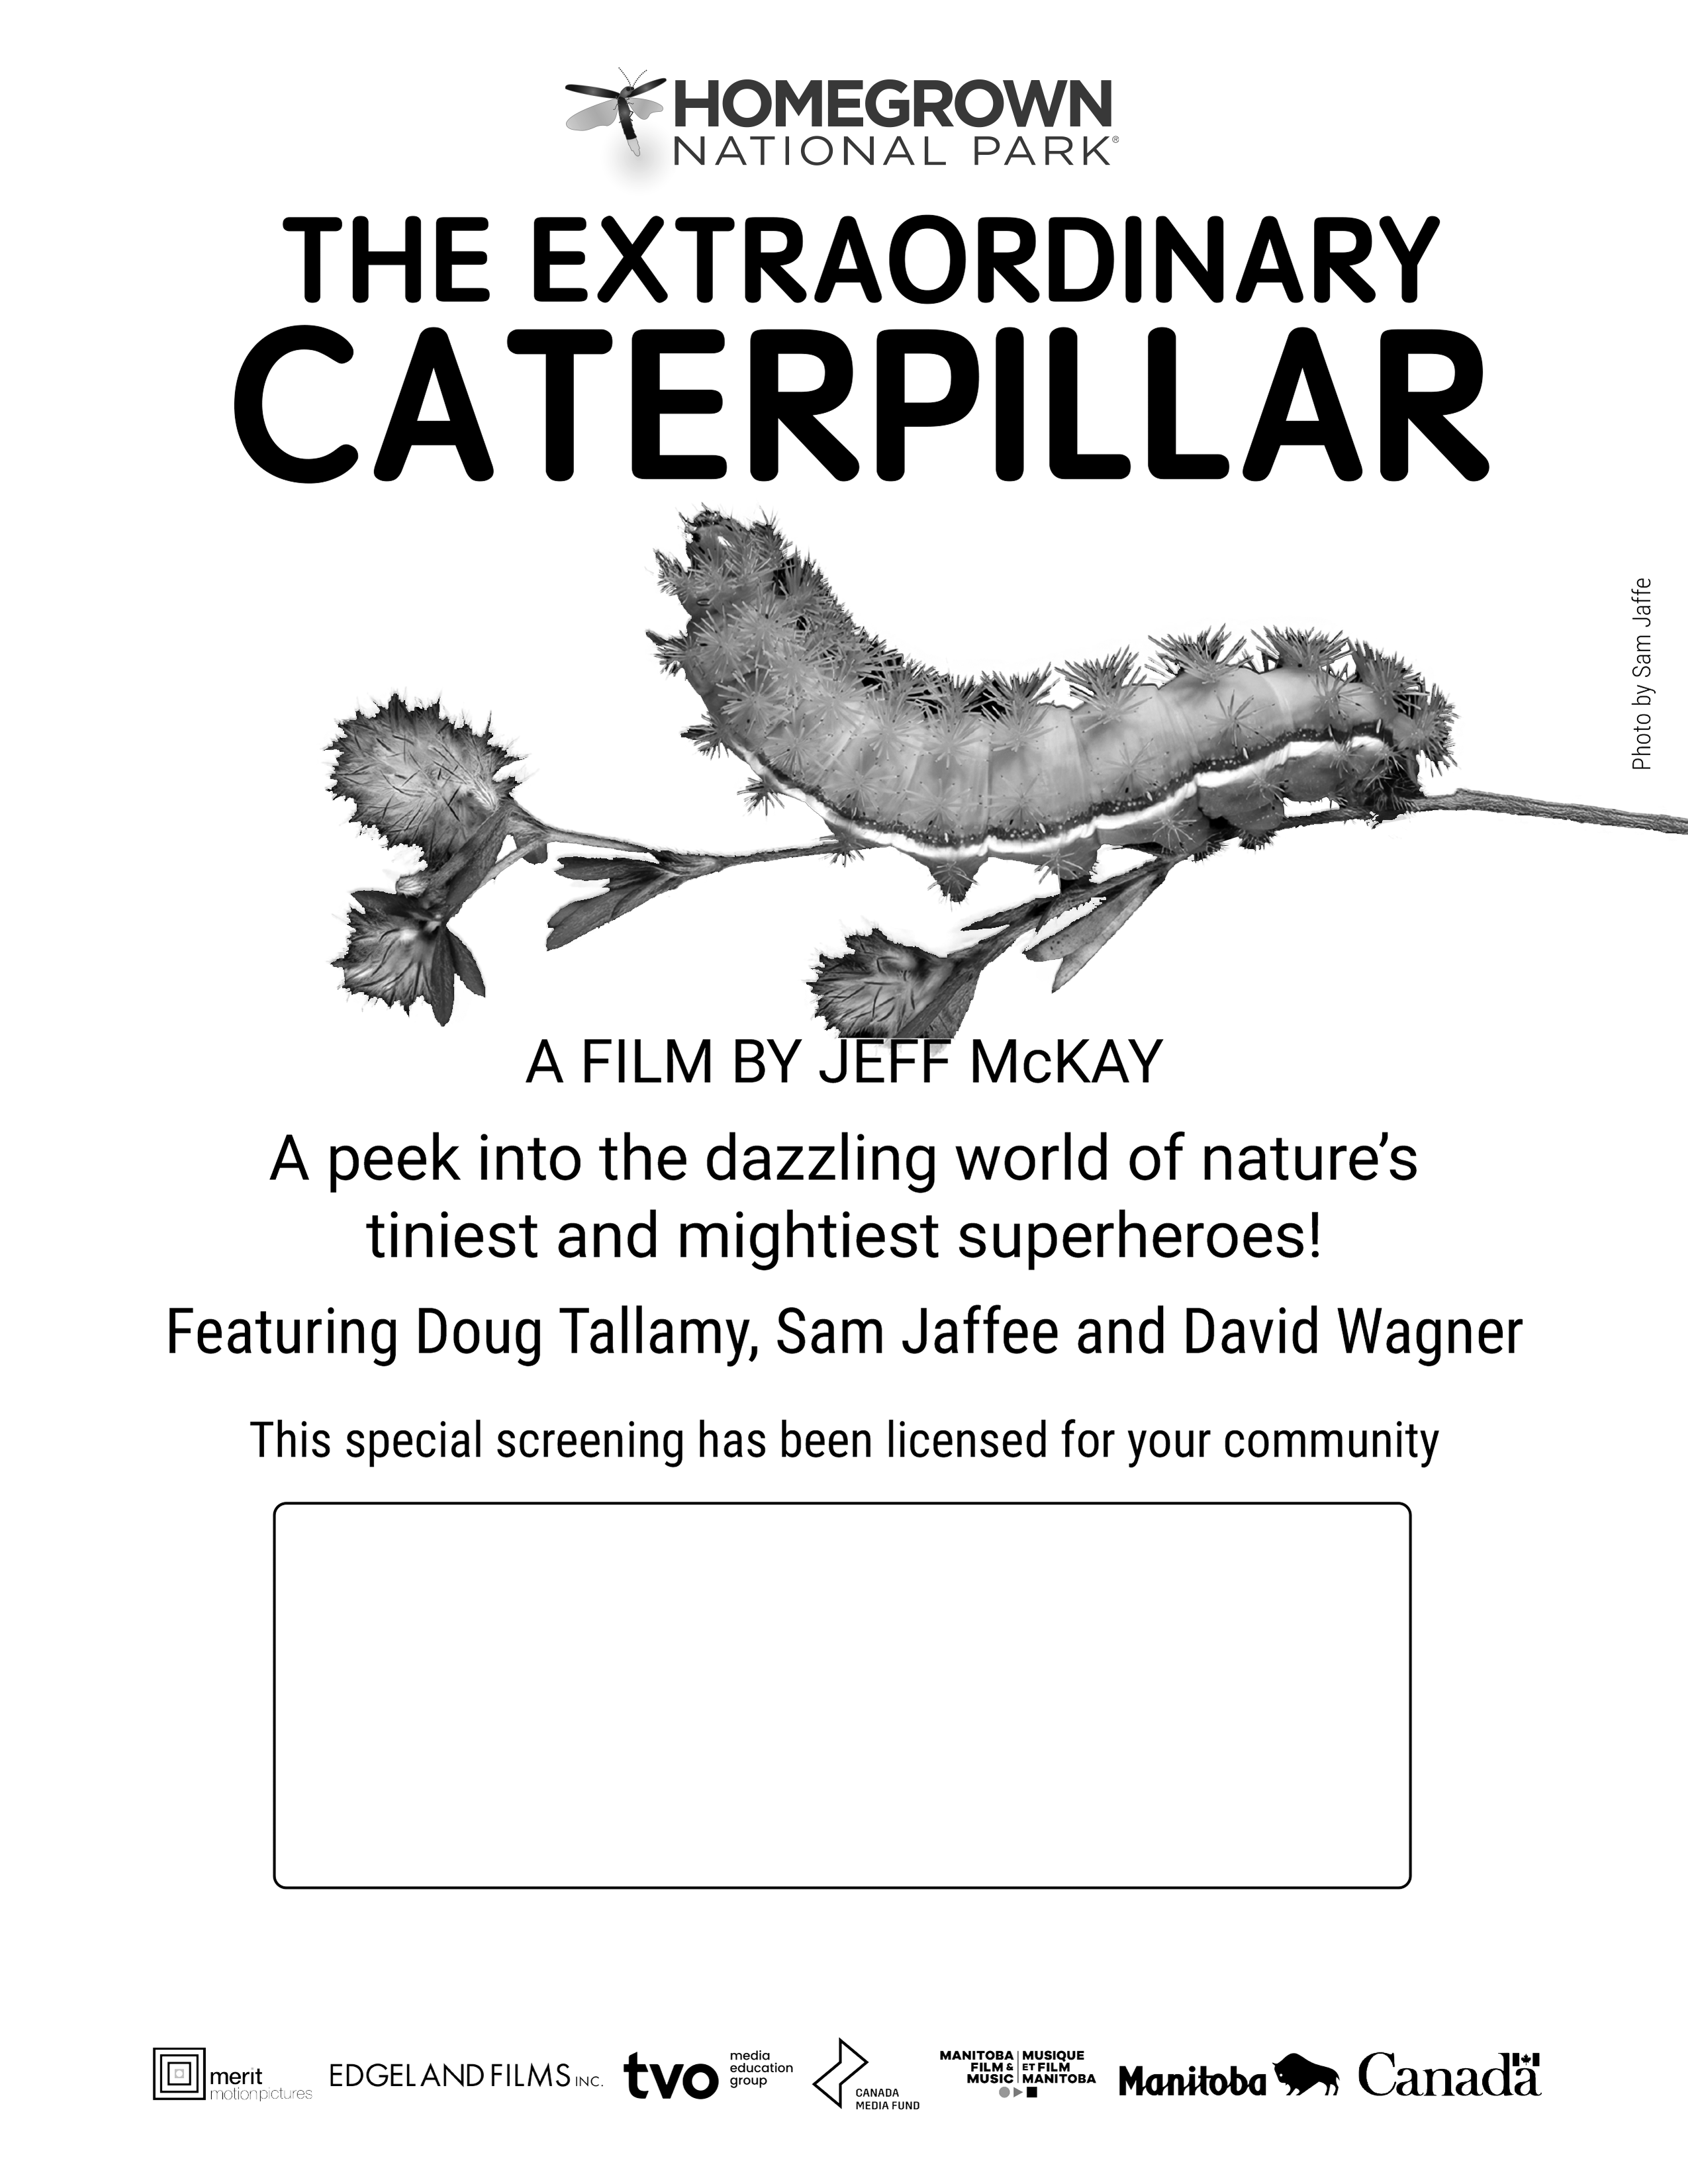 HOMEGROWN
NATIONAL PARK®
THE EXTRAORDINARY
CATERPILLAR
Photo by Sam Jaffe
A FILM BY JEFF McKAY
A peek into the dazzling world of nature’s
tiniest and mightiest superheroes!
Featuring Doug Tallamy, Sam Jaffee and David Wagner
This special screening has been licensed for your community
merit
motionpictures
EDGELAND FILMS INC.
tvo
media
education
group
CANADA
MEDIA FUND
MANITOBA
FILM &
MUSIC
MUSIQUE
ET FILM
MANITOBA
Manitoba
Canada